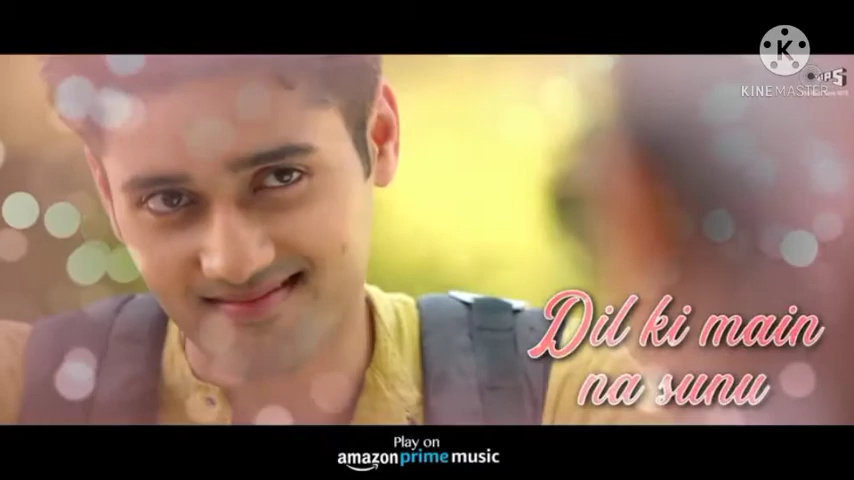 K
KINEMASTER
Dil ki main
na sunu
Play on
amazon prime music